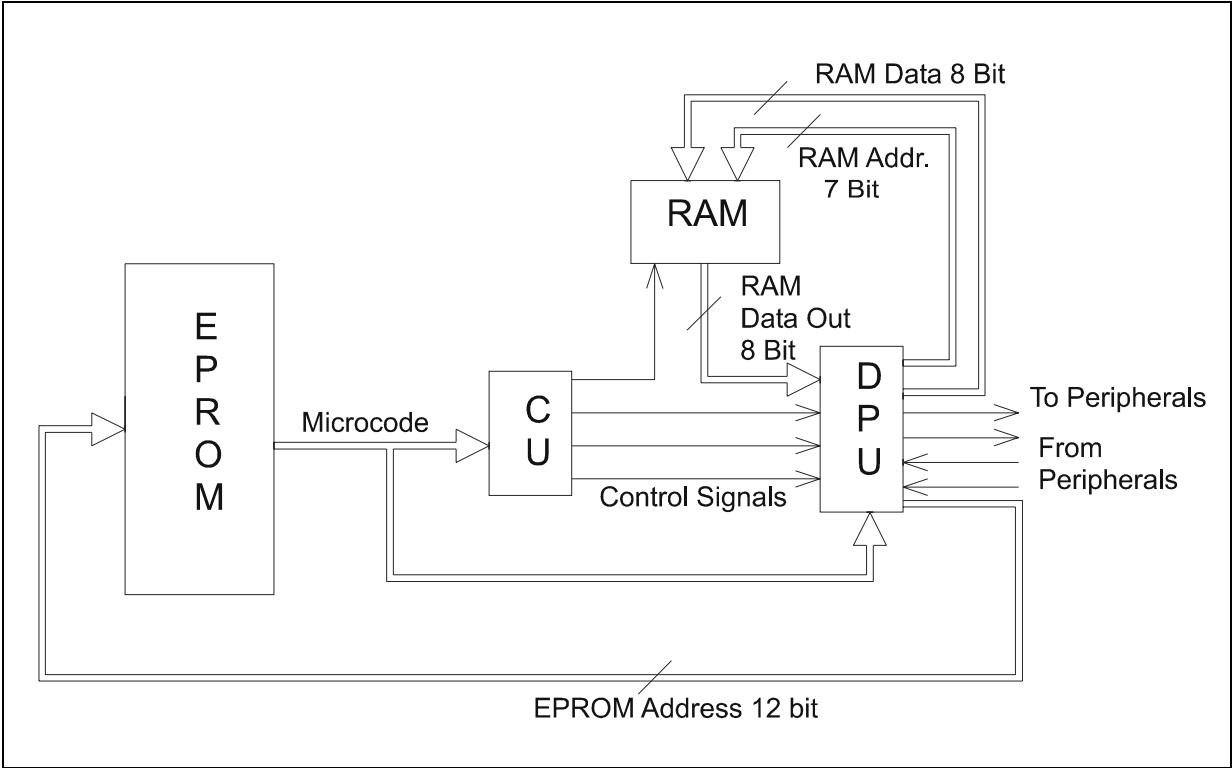 RAM Data 8 Bit
RAM Addr.
7 Bit
RAM
RAM
Data Out
8 Bit
E
P
R
O
M
Microcode
C
U
Control Signals
D
P
U
To Peripherals
From
Peripherals
EPROM Address 12 bit